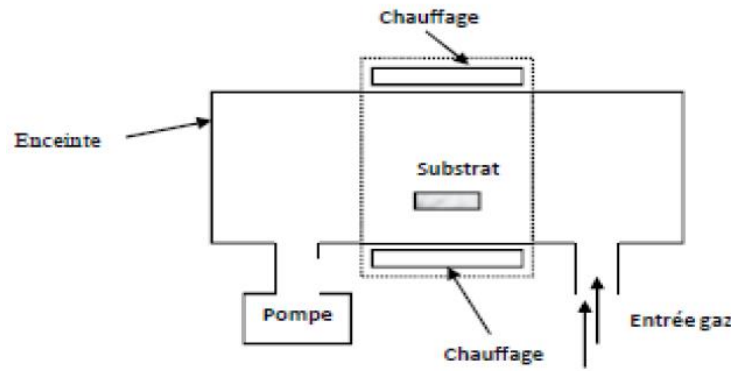 Chauffage
Enceinte
Substrat
Pompe
Entrée gaz
Chauffage